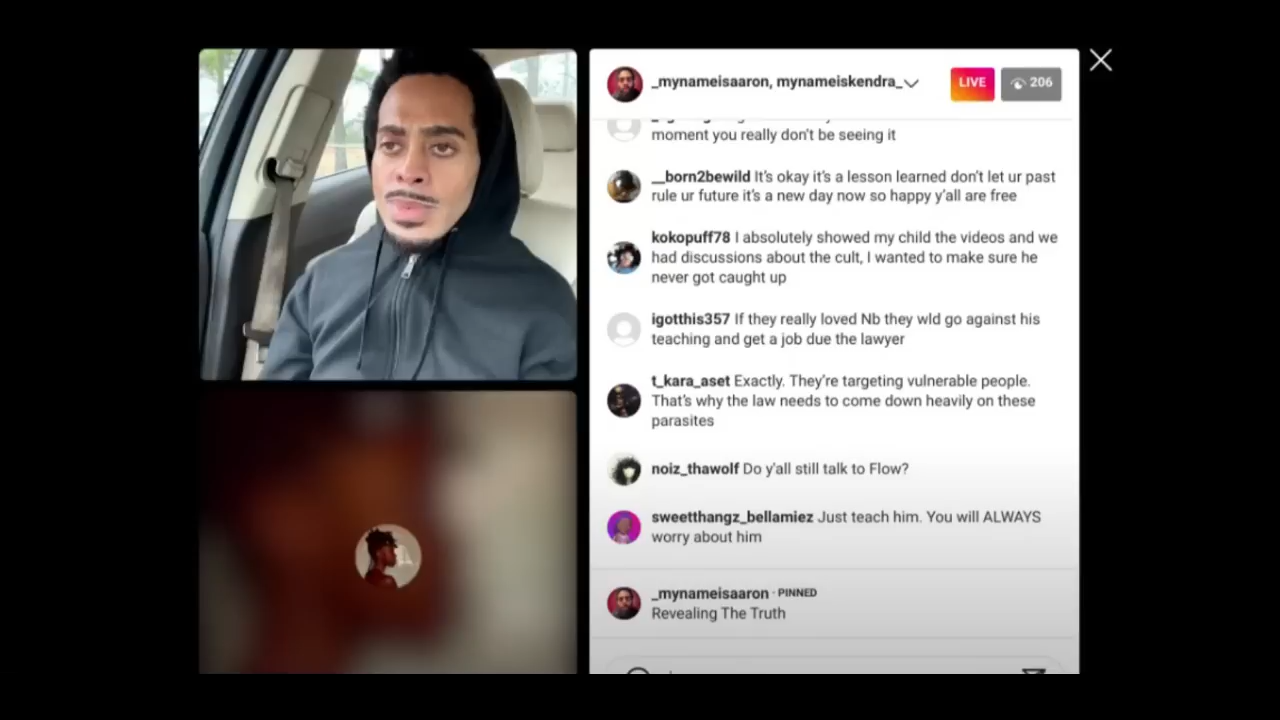 _mynameisaaron, mynameiskendra_
LIVE
206
moment you really don't be seeing it
__born2bewild It's okay it's a lesson learned don't let ur past
rule ur future it's a new day now so happy y'all are free
kokopuff78 I absolutely showed my child the videos and we
had discussions about the cult, I wanted to make sure he
never got caught up
igotthis357 If they really loved Nb they wld go against his
teaching and get a job due the lawyer
t_kara_aset Exactly. They're targeting vulnerable people.
That's why the law needs to come down heavily on these
parasites
noiz_thawolf Do y'all still talk to Flow?
sweetthangz_bellamiez Just teach him. You will ALWAYS
worry about him
_mynameisaaron · PINNED
Revealing The Truth